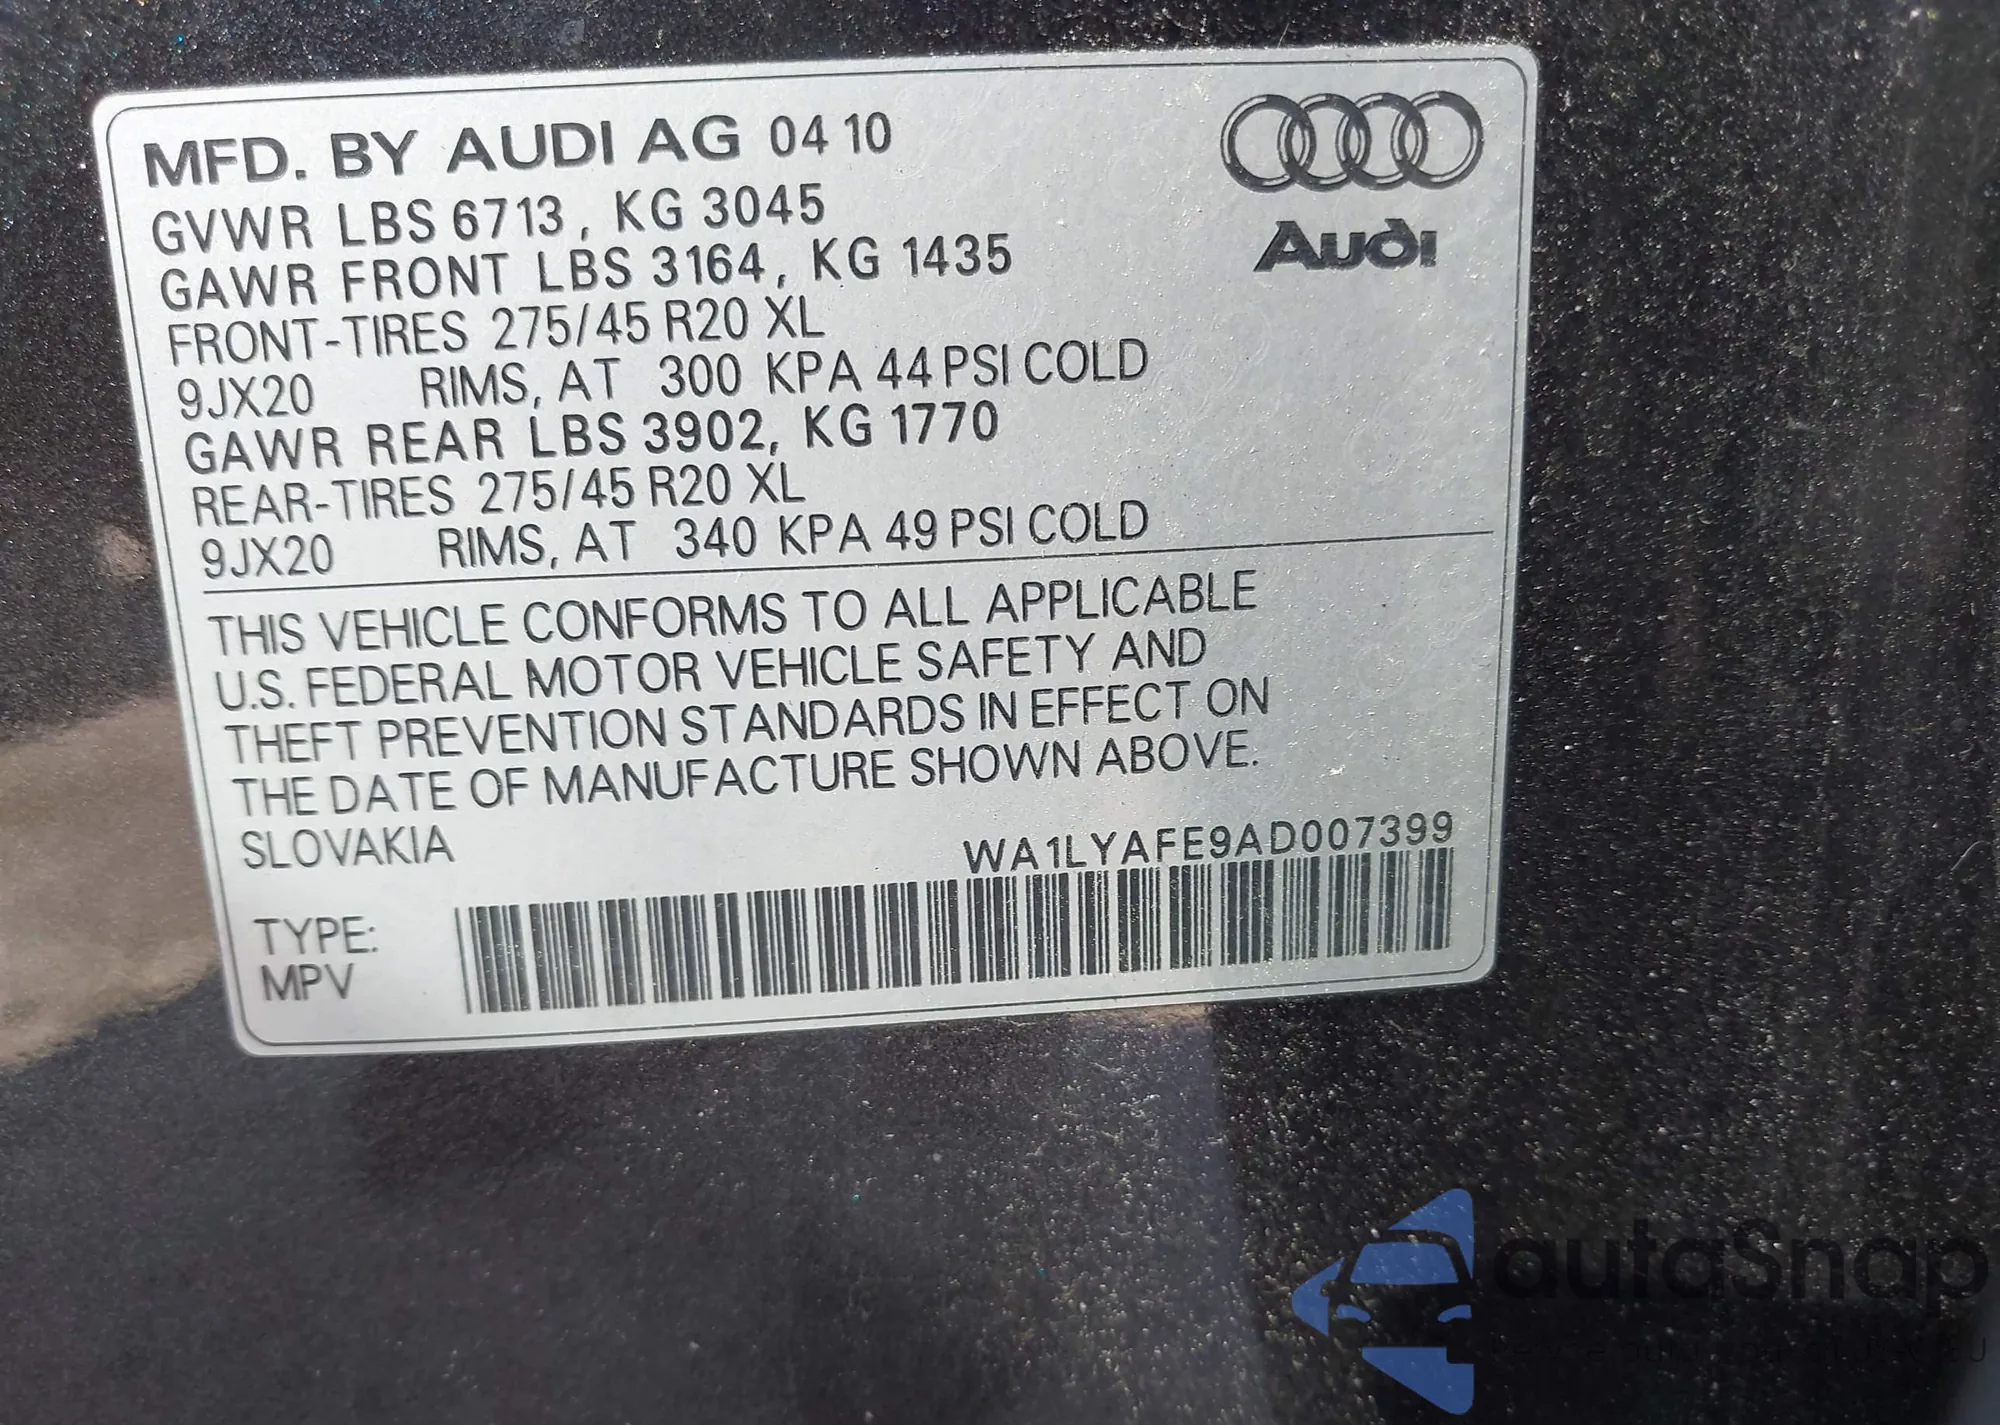 MFD. BY AUDI AG 04 10
GVWR LBS 6713, KG 3045
GAWR FRONT LBS 3164, KG 1435
FRONT-TIRES 275/45 R20 XL
9JX20 RIMS, AT 300 KPA 44 PSI COLD
GAWR REAR LBS 3902, KG 1770
REAR-TIRES 275/45 R20 XL
9JX20 RIMS, AT 340 KPA 49 PSI COLD
Audi
THIS VEHICLE CONFORMS TO ALL APPLICABLE
U.S. FEDERAL MOTOR VEHICLE SAFETY AND
THEFT PREVENTION STANDARDS IN EFFECT ON
THE DATE OF MANUFACTURE SHOWN ABOVE.
SLOVAKIA
WA1LYAFE9AD007399
TYPE:
MPV
autaSnap